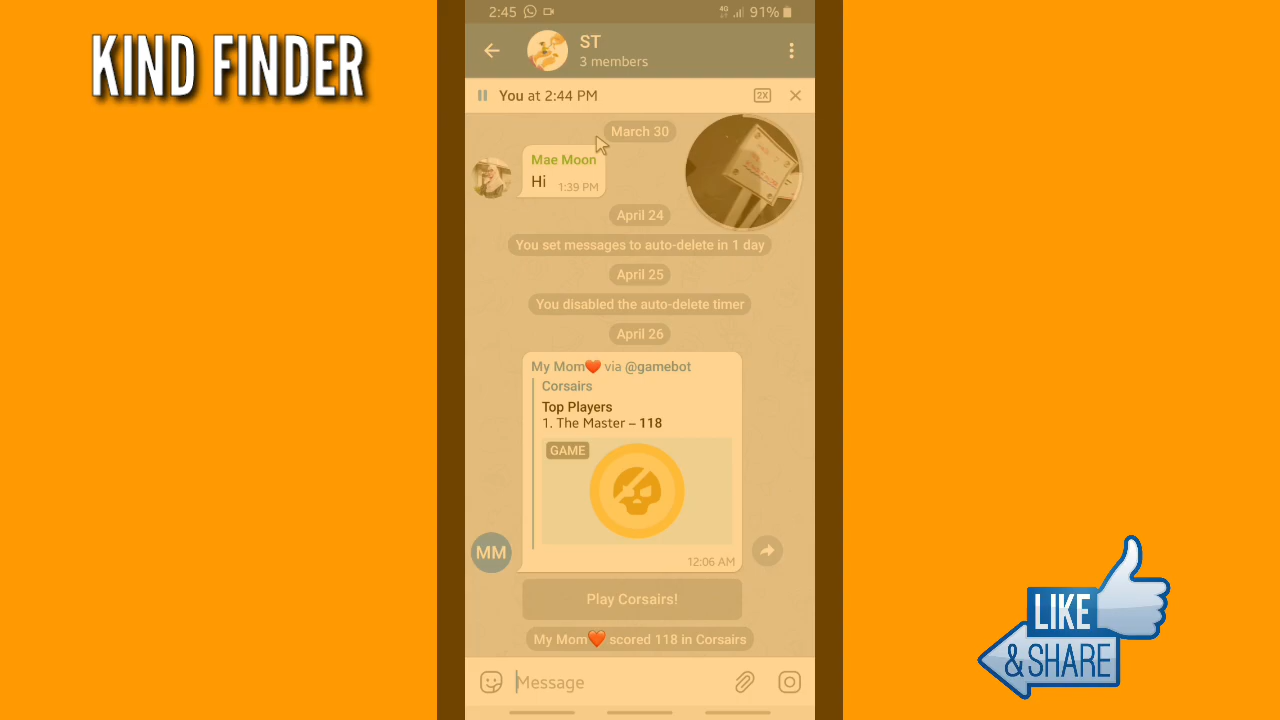 KIND FINDER
2:45
4G
91%
ST
3 members
You at 2:44 PM
2X
March 30
Mae Moon
Hi
1:39 PM
April 24
You set messages to auto-delete in 1 day
April 25
You disabled the auto-delete timer
April 26
My Mom❤️ via @gamebot
Corsairs
Top Players
1. The Master – 118
GAME
MM
12:06 AM
Play Corsairs!
My Mom❤️ scored 118 in Corsairs
Message
LIKE
& SHARE